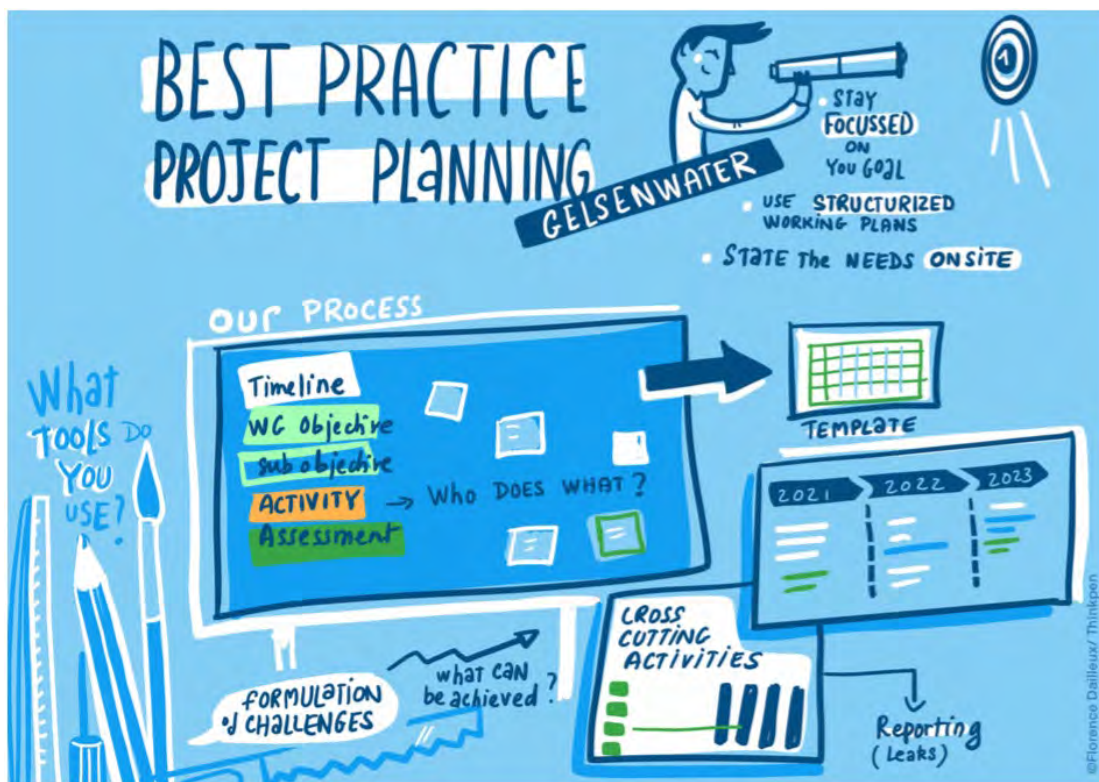 BEST PRACTICE
PROJECT PLANNING
GELSENWATER
1
• STAY
FOCUSSED
ON
YOU GOAL
• USE STRUCTURIZED
WORKING PLANS
• STATE THE NEEDS ONSITE
OUR PROCESS
Timeline
WG Objective
sub objective
ACTIVITY → WHO DOES WHAT?
Assessment
What
TOOLS DO
YOU
USE?
TEMPLATE
2021 2022 2023
CROSS
CUTTING
ACTIVITIES
FORMULATION
of CHALLENGES
what CAN
be achieved?
Reporting
(Leaks)
©Florence Dailleux/ Thinkpen